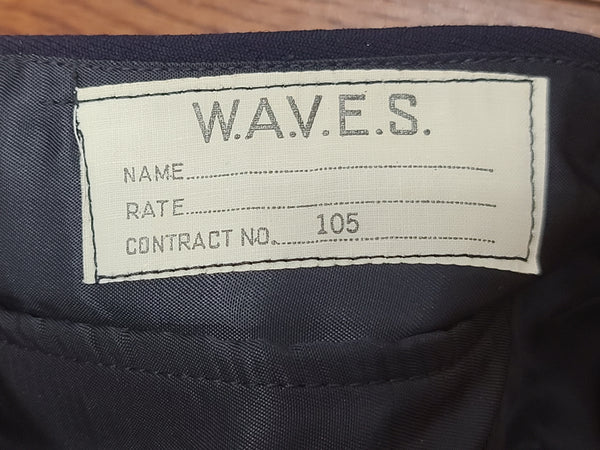 W.A.V.E.S.
NAME
RATE
CONTRACT NO. 105